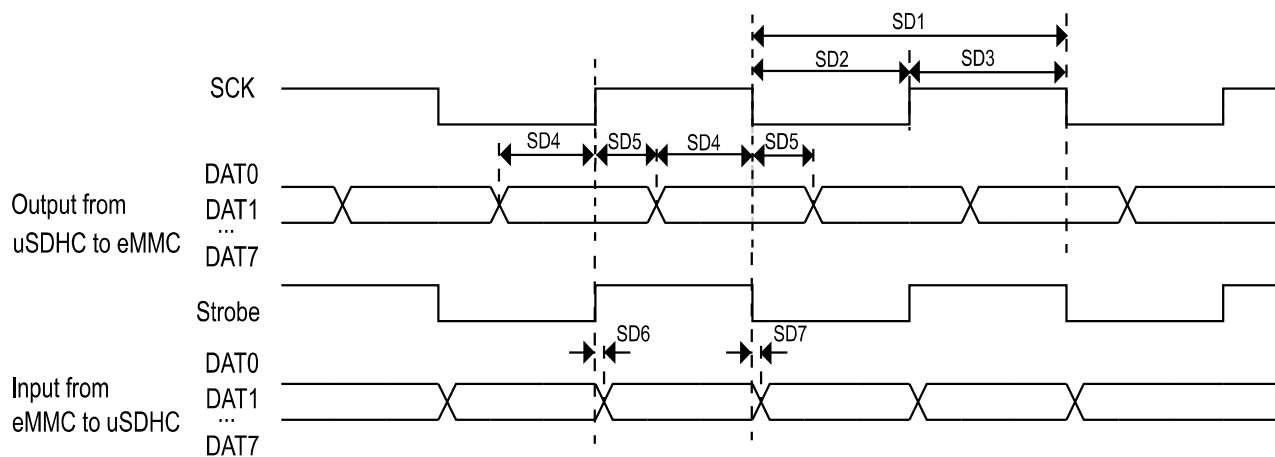 SD1
SD2 SD3
SCK
SD4 SD5 SD4 SD5
DAT0
Output from DAT1
...
uSDHC to eMMC
DAT7
Strobe
SD6 SD7
DAT0
Input from DAT1
...
eMMC to uSDHC
DAT7